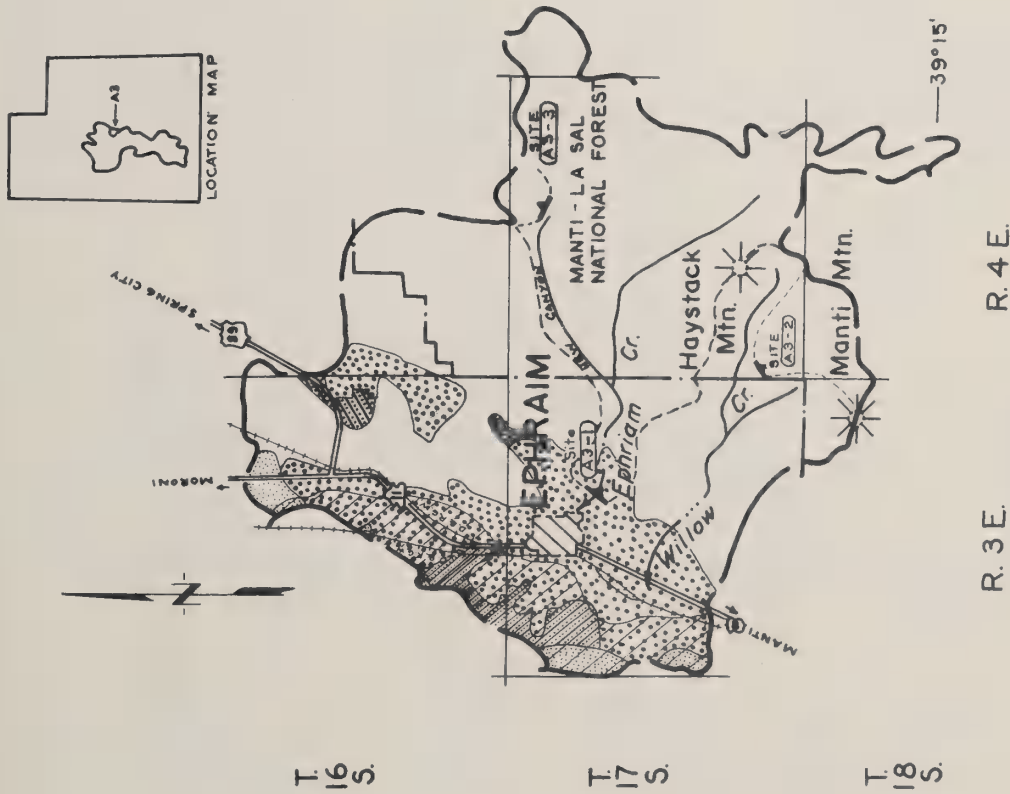 LOCATION MAP
A3
SPRING CITY
89
MORONI
11
N
SITE
A3-3
MANTI - LA SAL
NATIONAL FOREST
CANYON
EPHRAIM
Site
A3-1
Ephriam
Cr.
Haystack
Mtn.
SITE
A3-2
Willow
Cr.
Manti Mtn.
MANTI
39°15'
T.
16
S.
T.
17
S.
T.
18
S.
R. 3 E.
R. 4 E.